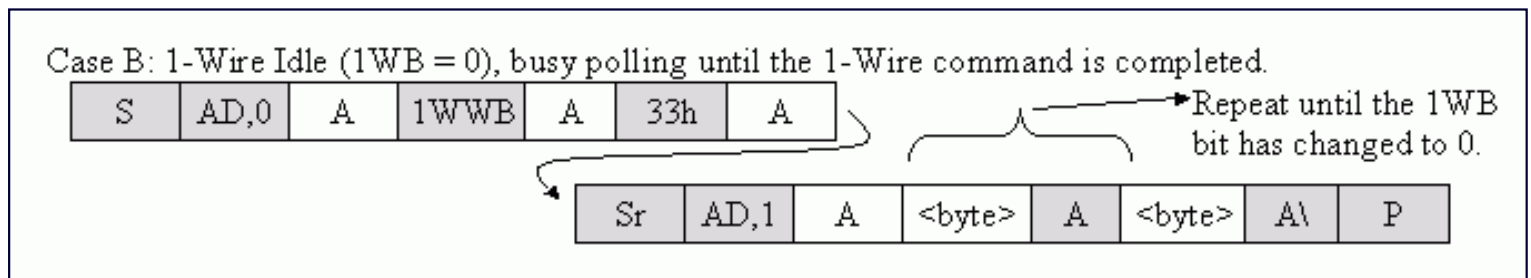 Case B: 1-Wire Idle (1WB = 0), busy polling until the 1-Wire command is completed.
S AD,0 A 1WWB A 33h A
Repeat until the 1WB
bit has changed to 0.
Sr AD,1 A <byte> A <byte> A\ P